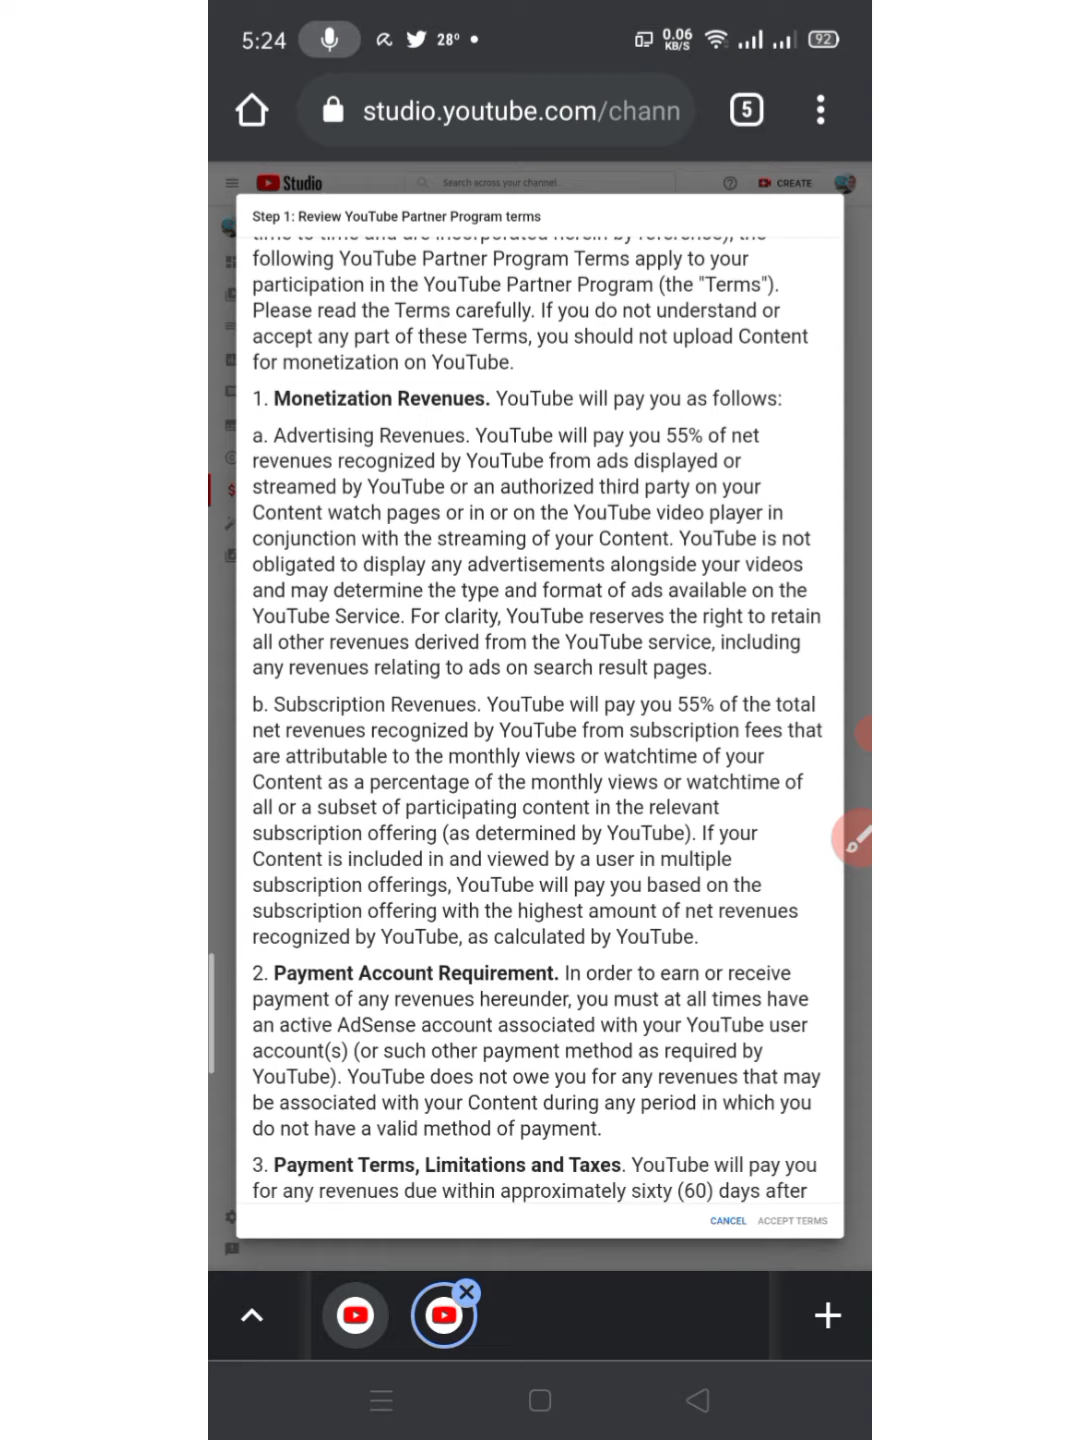 5:24 28° 0.06 KB/S 92
studio.youtube.com/chann 5
Studio Search across your channel CREATE
Step 1: Review YouTube Partner Program terms
time to time and are incorporated herein by reference), the
following YouTube Partner Program Terms apply to your
participation in the YouTube Partner Program (the "Terms").
Please read the Terms carefully. If you do not understand or
accept any part of these Terms, you should not upload Content
for monetization on YouTube.
1. Monetization Revenues. YouTube will pay you as follows:
a. Advertising Revenues. YouTube will pay you 55% of net
revenues recognized by YouTube from ads displayed or
streamed by YouTube or an authorized third party on your
Content watch pages or in or on the YouTube video player in
conjunction with the streaming of your Content. YouTube is not
obligated to display any advertisements alongside your videos
and may determine the type and format of ads available on the
YouTube Service. For clarity, YouTube reserves the right to retain
all other revenues derived from the YouTube service, including
any revenues relating to ads on search result pages.
b. Subscription Revenues. YouTube will pay you 55% of the total
net revenues recognized by YouTube from subscription fees that
are attributable to the monthly views or watchtime of your
Content as a percentage of the monthly views or watchtime of
all or a subset of participating content in the relevant
subscription offering (as determined by YouTube). If your
Content is included in and viewed by a user in multiple
subscription offerings, YouTube will pay you based on the
subscription offering with the highest amount of net revenues
recognized by YouTube, as calculated by YouTube.
2. Payment Account Requirement. In order to earn or receive
payment of any revenues hereunder, you must at all times have
an active AdSense account associated with your YouTube user
account(s) (or such other payment method as required by
YouTube). YouTube does not owe you for any revenues that may
be associated with your Content during any period in which you
do not have a valid method of payment.
3. Payment Terms, Limitations and Taxes. YouTube will pay you
for any revenues due within approximately sixty (60) days after
CANCEL ACCEPT TERMS